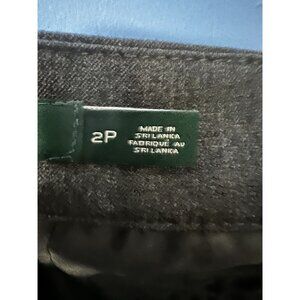 2P
MADE IN
SRI LANKA
FABRIQUE AU
SRI LANKA